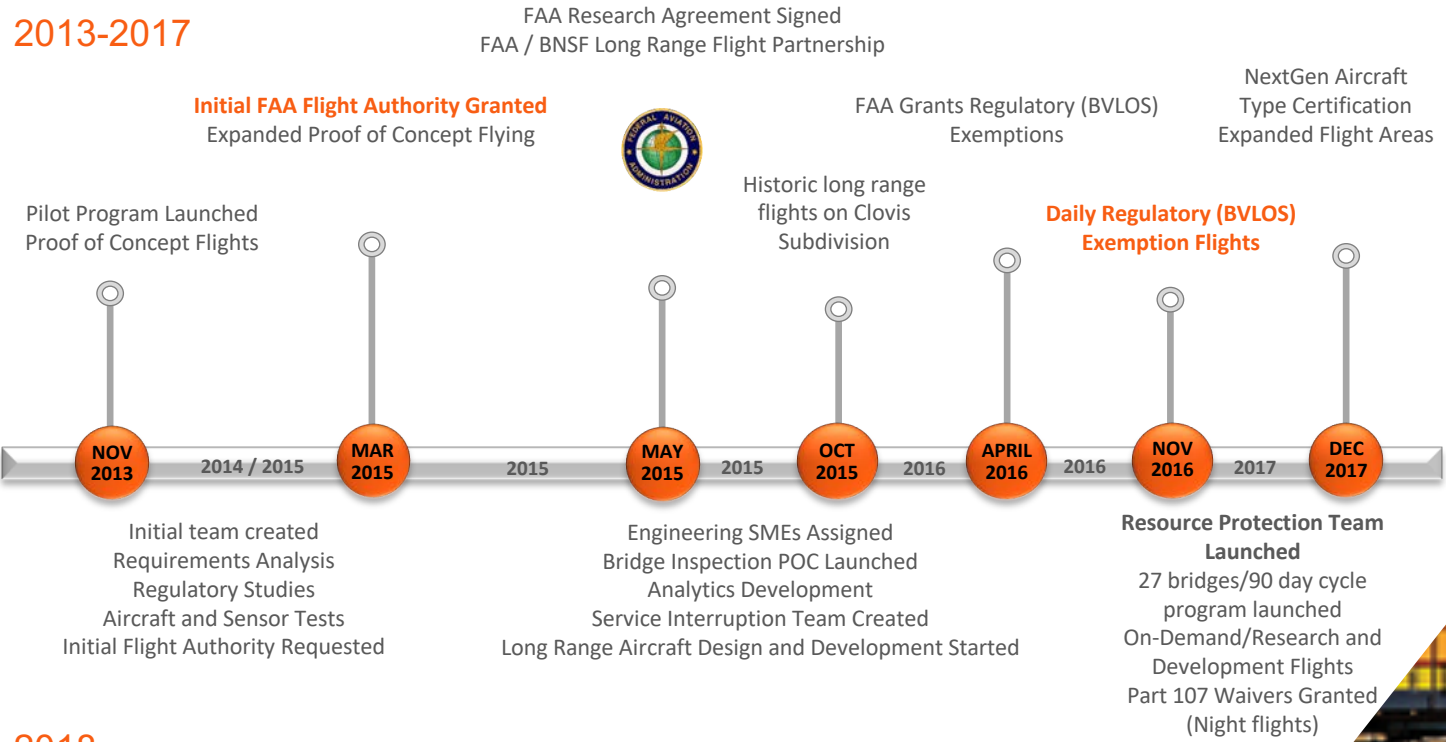 2013-2017
FAA Research Agreement Signed
FAA / BNSF Long Range Flight Partnership
Initial FAA Flight Authority Granted
Expanded Proof of Concept Flying
FEDERAL AVIATION
ADMINISTRATION
FAA Grants Regulatory (BVLOS)
Exemptions
NextGen Aircraft
Type Certification
Expanded Flight Areas
Pilot Program Launched
Proof of Concept Flights
Historic long range
flights on Clovis
Subdivision
Daily Regulatory (BVLOS)
Exemption Flights
NOV
2013
2014 / 2015
MAR
2015
2015
MAY
2015
2015
OCT
2015
2016
APRIL
2016
2016
NOV
2016
2017
DEC
2017
Initial team created
Requirements Analysis
Regulatory Studies
Aircraft and Sensor Tests
Initial Flight Authority Requested
Engineering SMEs Assigned
Bridge Inspection POC Launched
Analytics Development
Service Interruption Team Created
Long Range Aircraft Design and Development Started
Resource Protection Team
Launched
27 bridges/90 day cycle
program launched
On-Demand/Research and
Development Flights
Part 107 Waivers Granted
(Night flights)